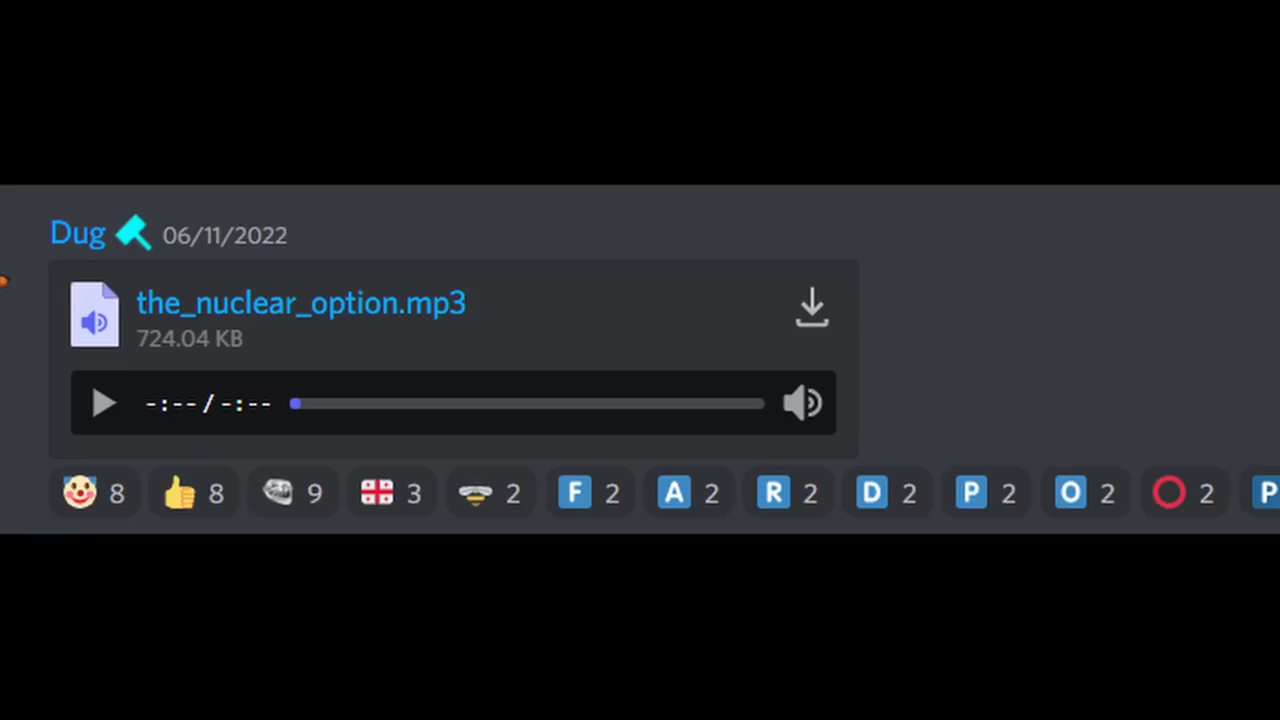 Dug 06/11/2022
the_nuclear_option.mp3
724.04 KB
-:-- / -:--
8 8 9 3 2 F 2 A 2 R 2 D 2 P 2 O 2 2 P